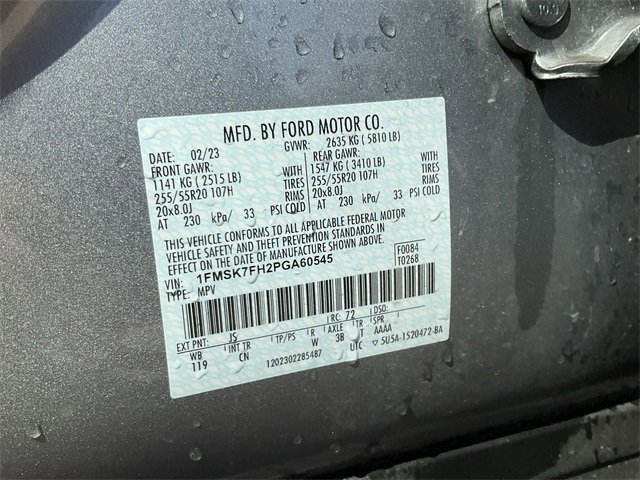 MFD. BY FORD MOTOR CO.
DATE: 02/23 GVWR: 2635 KG ( 5810 LB)
FRONT GAWR: REAR GAWR:
1141 KG ( 2515 LB) WITH 1547 KG ( 3410 LB) WITH
255/55R20 107H TIRES 255/55R20 107H TIRES
20x8.0J RIMS 20x8.0J RIMS
AT 230 kPa/ 33 PSI COLD AT 230 kPa/ 33 PSI COLD
THIS VEHICLE CONFORMS TO ALL APPLICABLE FEDERAL MOTOR
VEHICLE SAFETY AND THEFT PREVENTION STANDARDS IN
EFFECT ON THE DATE OF MANUFACTURE SHOWN ABOVE.
VIN: 1FMSK7FH2PGA60545 F0084
TYPE: MPV T0268
EXT PNT: JS RC: 72 DSO:
WB INT TR TP/PS R AXLE TR SPR
119 CN W 3B T AAAA
1202302285487 UTC 5U5A-1520472-BA